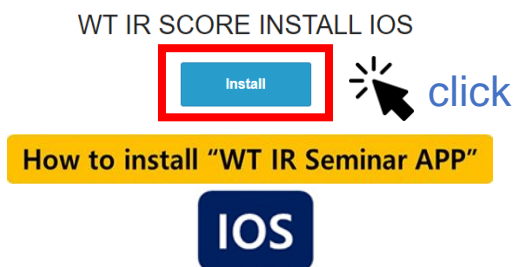 WT IR SCORE INSTALL IOS
Install
click
How to install “WT IR Seminar APP”
IOS